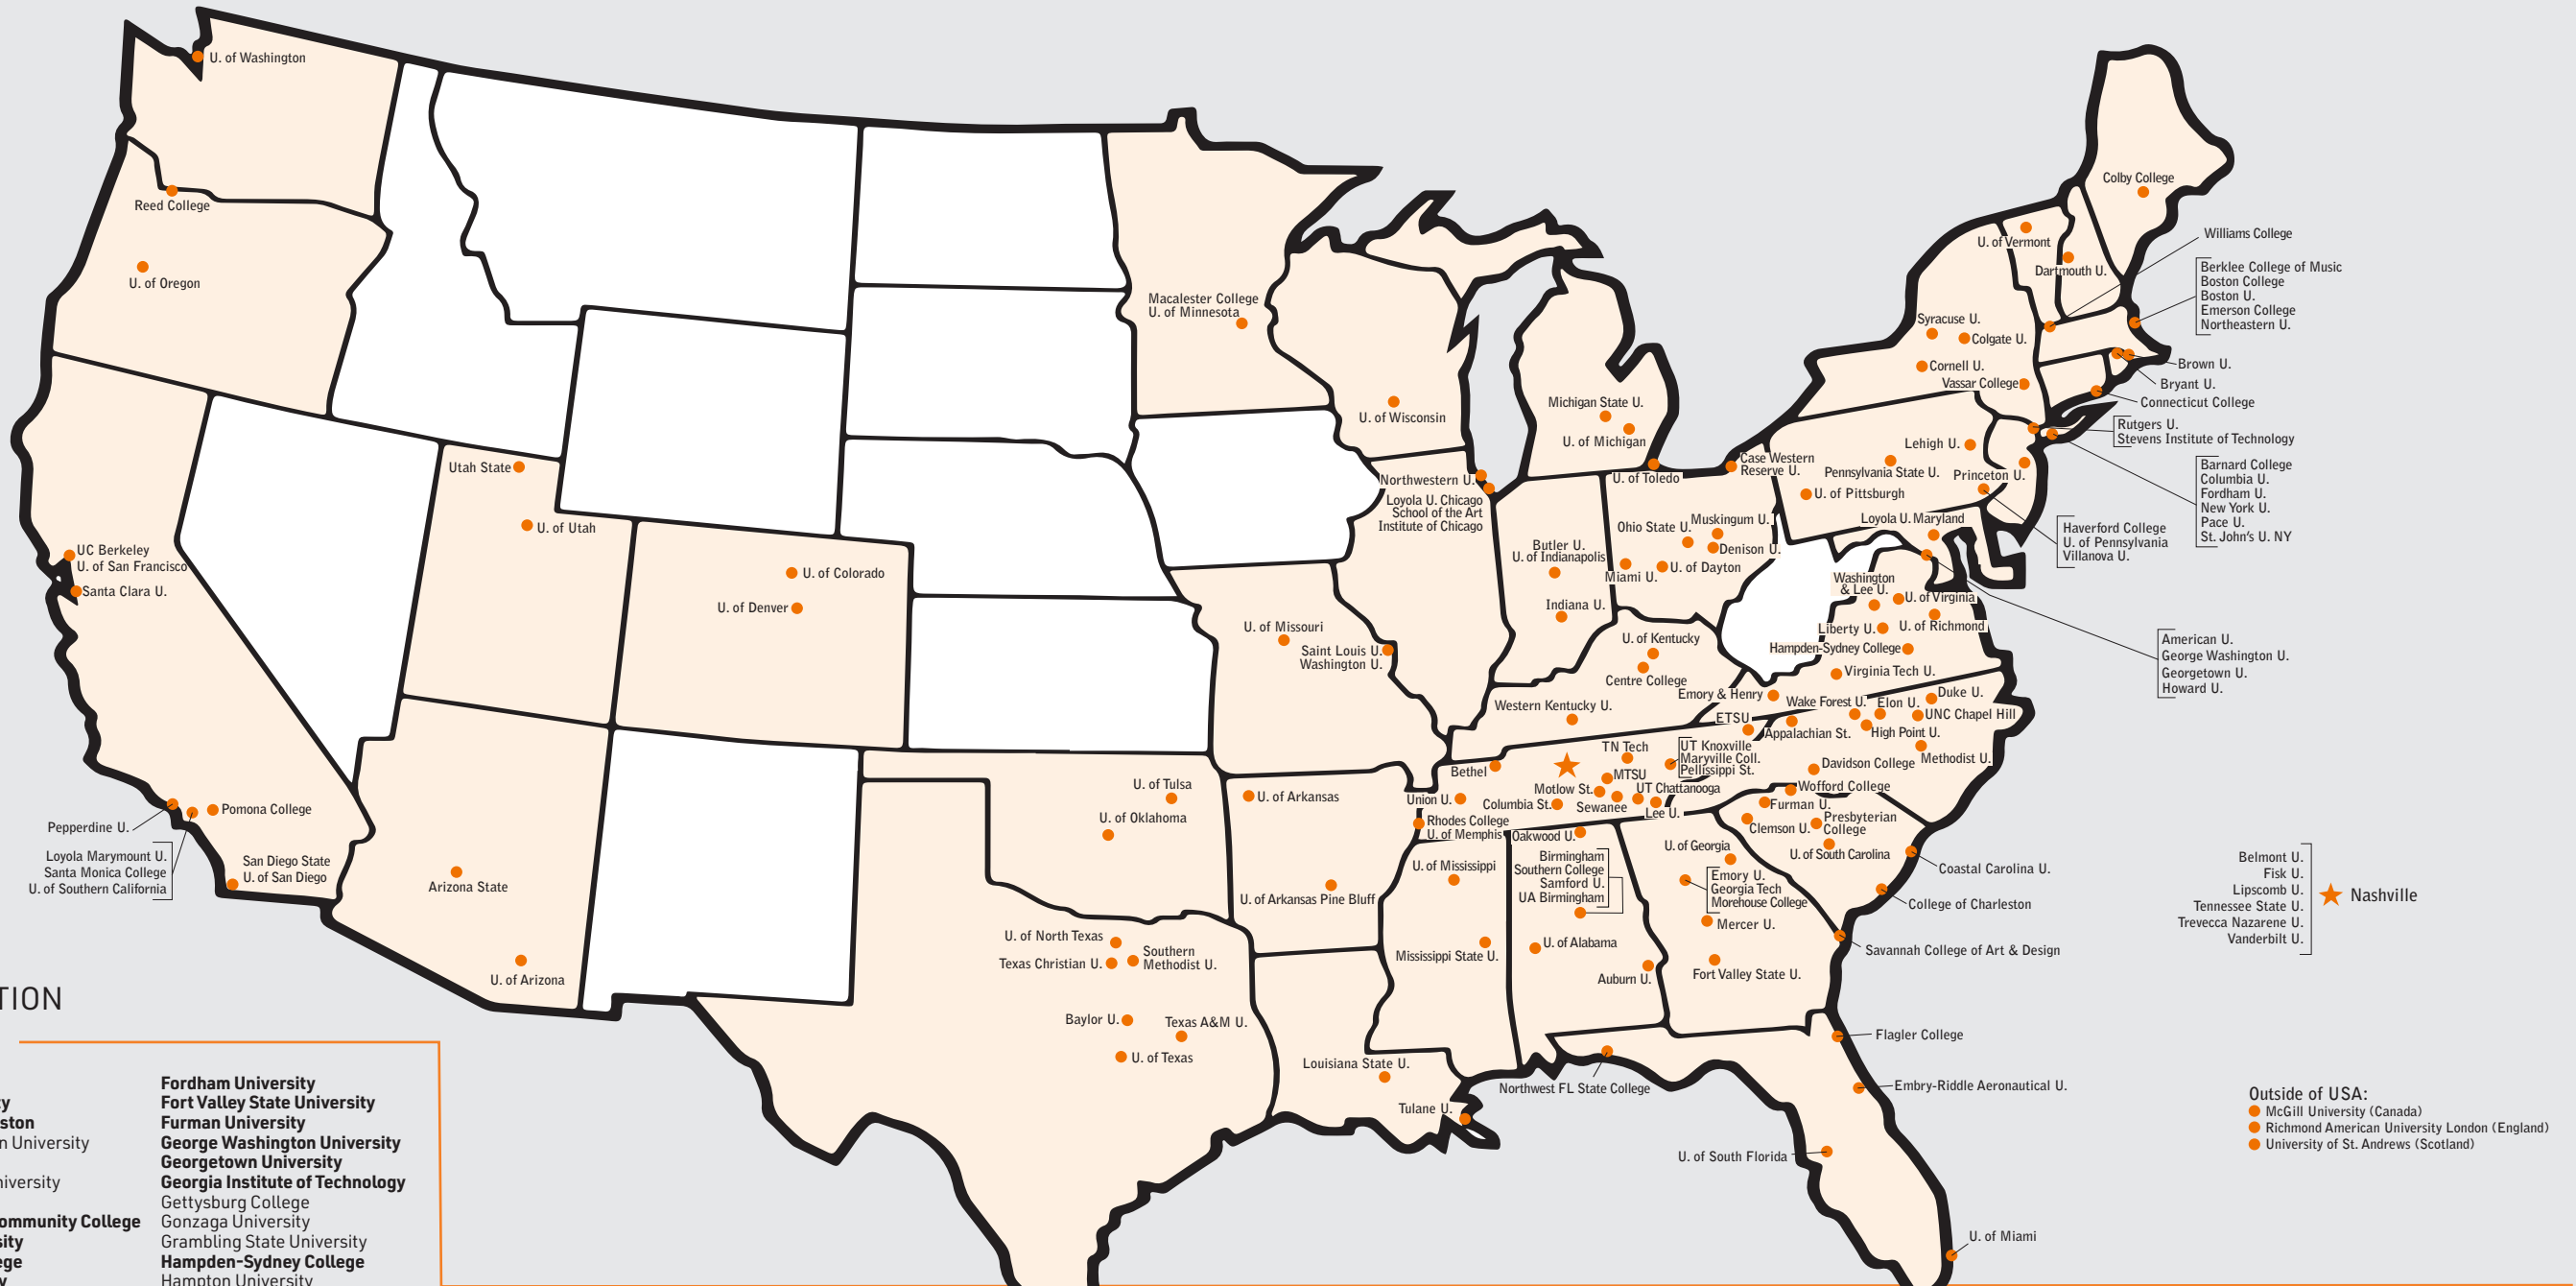 U. of Washington
Reed College
U. of Oregon
UC Berkeley
U. of San Francisco
Santa Clara U.
Pepperdine U.
Pomona College
Loyola Marymount U.
Santa Monica College
U. of Southern California
San Diego State
U. of San Diego
Utah State
U. of Utah
U. of Colorado
U. of Denver
Arizona State
U. of Arizona
Macalester College
U. of Minnesota
U. of Wisconsin
Michigan State U.
U. of Michigan
Northwestern U.
Loyola U. Chicago
School of the Art
Institute of Chicago
Butler U.
U. of Indianapolis
Indiana U.
U. of Toledo
Case Western
Reserve U.
Ohio State U.
Muskingum U.
Denison U.
Miami U.
U. of Dayton
U. of Missouri
Saint Louis U.
Washington U.
U. of Kentucky
Centre College
Western Kentucky U.
U. of Tulsa
U. of Oklahoma
U. of Arkansas
U. of Arkansas Pine Bluff
U. of North Texas
Texas Christian U.
Southern
Methodist U.
Baylor U.
Texas A&M U.
U. of Texas
Louisiana State U.
Tulane U.
U. of Mississippi
Mississippi State U.
Bethel
Union U.
Rhodes College
U. of Memphis
TN Tech
MTSU
Motlow St.
Columbia St.
Sewanee
UT Chattanooga
Lee U.
UT Knoxville
Maryville Coll.
Pellissippi St.
ETSU
Oakwood U.
Birmingham
Southern College
Samford U.
UA Birmingham
U. of Alabama
Auburn U.
U. of Georgia
Emory U.
Georgia Tech
Morehouse College
Mercer U.
Fort Valley State U.
Savannah College of Art & Design
Northwest FL State College
Flagler College
Embry-Riddle Aeronautical U.
U. of South Florida
U. of Miami
Wofford College
Furman U.
Clemson U.
Presbyterian
College
U. of South Carolina
Coastal Carolina U.
College of Charleston
Wake Forest U.
Elon U.
Duke U.
UNC Chapel Hill
Appalachian St.
High Point U.
Methodist U.
Davidson College
Emory & Henry
Virginia Tech U.
Hampden-Sydney College
Liberty U.
U. of Richmond
Washington
& Lee U.
U. of Virginia
Loyola U. Maryland
U. of Pittsburgh
Pennsylvania State U.
Lehigh U.
Princeton U.
Syracuse U.
Colgate U.
Cornell U.
Vassar College
U. of Vermont
Dartmouth U.
Colby College
Williams College
Berklee College of Music
Boston College
Boston U.
Emerson College
Northeastern U.
Brown U.
Bryant U.
Connecticut College
Rutgers U.
Stevens Institute of Technology
Barnard College
Columbia U.
Fordham U.
New York U.
Pace U.
St. John's U. NY
Haverford College
U. of Pennsylvania
Villanova U.
American U.
George Washington U.
Georgetown U.
Howard U.
Belmont U.
Fisk U.
Lipscomb U.
Tennessee State U.
Trevecca Nazarene U.
Vanderbilt U.
Nashville
Outside of USA:
McGill University (Canada)
Richmond American University London (England)
University of St. Andrews (Scotland)
TION
y
ston
n University
niversity
ommunity College
sity
ege
y
Fordham University
Fort Valley State University
Furman University
George Washington University
Georgetown University
Georgia Institute of Technology
Gettysburg College
Gonzaga University
Grambling State University
Hampden-Sydney College
Hampton University